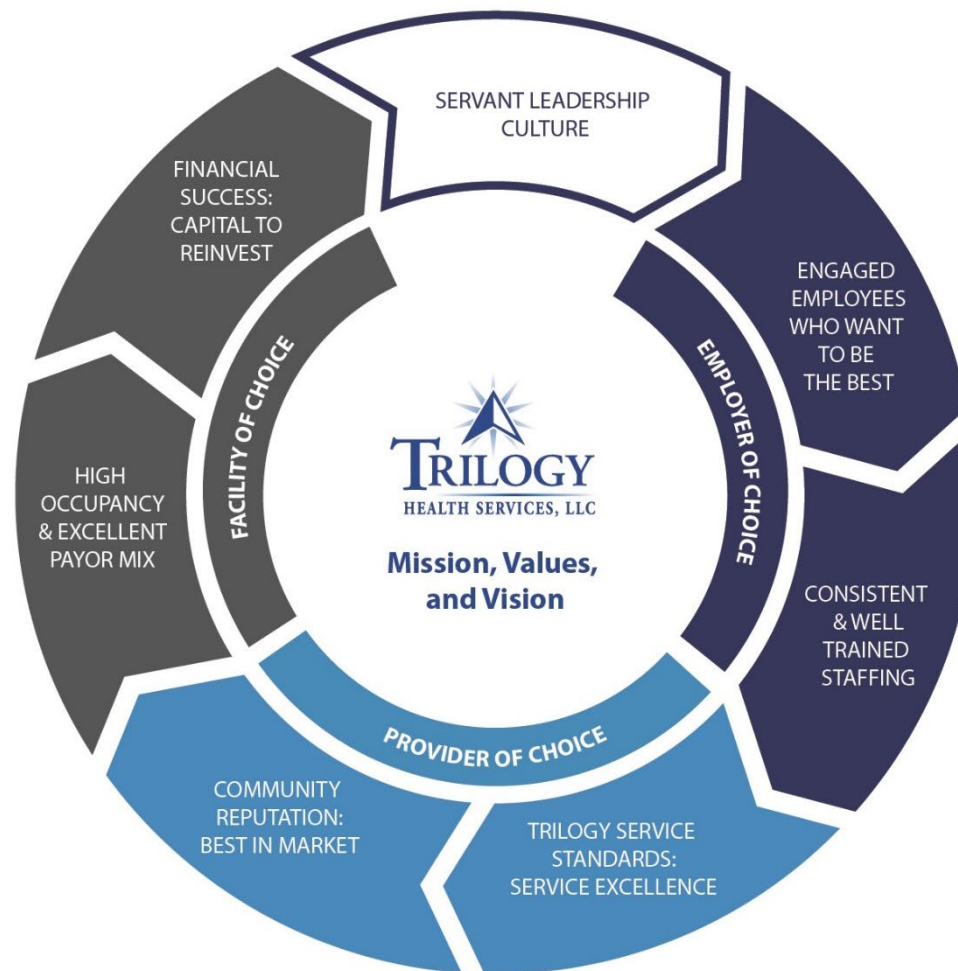 SERVANT LEADERSHIP
CULTURE
ENGAGED
EMPLOYEES
WHO WANT
TO BE
THE BEST
CONSISTENT
& WELL
TRAINED
STAFFING
TRILOGY SERVICE
STANDARDS:
SERVICE EXCELLENCE
COMMUNITY
REPUTATION:
BEST IN MARKET
HIGH
OCCUPANCY
& EXCELLENT
PAYOR MIX
FINANCIAL
SUCCESS:
CAPITAL TO
REINVEST
EMPLOYER OF CHOICE
PROVIDER OF CHOICE
FACILITY OF CHOICE
TRILOGY
HEALTH SERVICES, LLC
Mission, Values,
and Vision